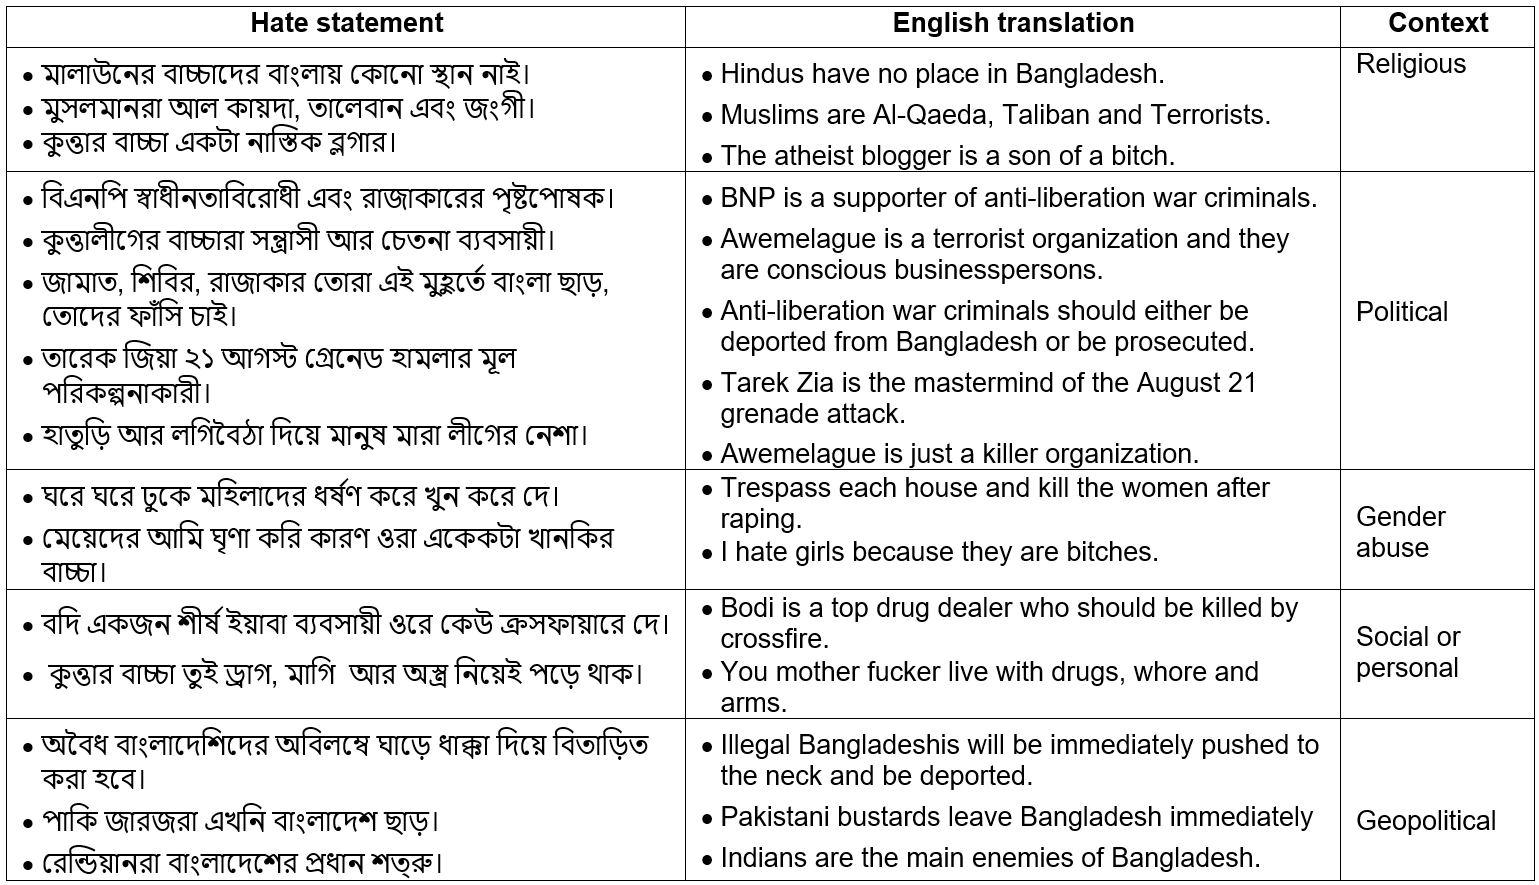 Hate statement
English translation
Context
• মালাউনের বাচ্চাদের বাংলায় কোনো স্থান নাই।
• মুসলমানরা আল কায়দা, তালেবান এবং জংগী।
• কুত্তার বাচ্চা একটা নাস্তিক ব্লগার।
• Hindus have no place in Bangladesh.
• Muslims are Al-Qaeda, Taliban and Terrorists.
• The atheist blogger is a son of a bitch.
Religious
• বিএনপি স্বাধীনতাবিরোধী এবং রাজাকারের পৃষ্টপোষক।
• কুত্তালীগের বাচ্চারা সন্ত্রাসী আর চেতনা ব্যবসায়ী।
• জামাত, শিবির, রাজাকার তোরা এই মুহূর্তে বাংলা ছাড়,
তোদের ফাঁসি চাই।
• তারেক জিয়া ২১ আগস্ট গ্রেনেড হামলার মূল
পরিকল্পনাকারী।
• হাতুড়ি আর লগিবৈঠা দিয়ে মানুষ মারা লীগের নেশা।
• BNP is a supporter of anti-liberation war criminals.
• Awemelague is a terrorist organization and they
are conscious businesspersons.
• Anti-liberation war criminals should either be
deported from Bangladesh or be prosecuted.
• Tarek Zia is the mastermind of the August 21
grenade attack.
• Awemelague is just a killer organization.
Political
• ঘরে ঘরে ঢুকে মহিলাদের ধর্ষণ করে খুন করে দে।
• মেয়েদের আমি ঘৃণা করি কারণ ওরা একেকটা খানকির
বাচ্চা।
• Trespass each house and kill the women after
raping.
• I hate girls because they are bitches.
Gender
abuse
• বদি একজন শীর্ষ ইয়াবা ব্যবসায়ী ওরে কেউ ক্রসফায়ারে দে।
• কুত্তার বাচ্চা তুই ড্রাগ, মাগি আর অস্ত্র নিয়েই পড়ে থাক।
• Bodi is a top drug dealer who should be killed by
crossfire.
• You mother fucker live with drugs, whore and
arms.
Social or
personal
• অবৈধ বাংলাদেশিদের অবিলম্বে ঘাড়ে ধাক্কা দিয়ে বিতাড়িত
করা হবে।
• পাকি জারজরা এখনি বাংলাদেশ ছাড়।
• রেন্ডিয়ানরা বাংলাদেশের প্রধান শত্রু।
• Illegal Bangladeshis will be immediately pushed to
the neck and be deported.
• Pakistani bustards leave Bangladesh immediately
• Indians are the main enemies of Bangladesh.
Geopolitical